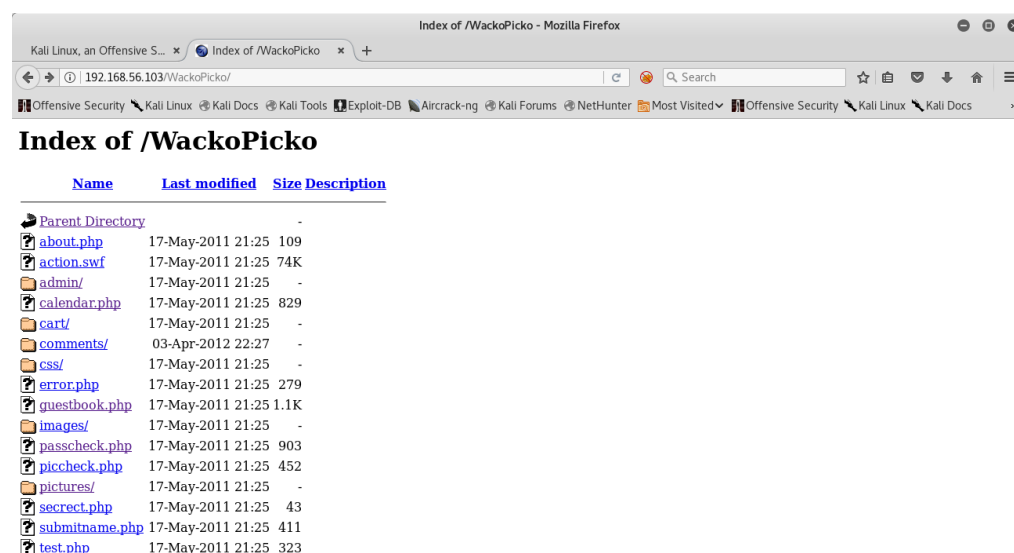 Index of /WackoPicko - Mozilla Firefox
Kali Linux, an Offensive S... × Index of /WackoPicko × +
192.168.56.103/WackoPicko/ Search
Offensive Security Kali Linux Kali Docs Kali Tools Exploit-DB Aircrack-ng Kali Forums NetHunter Most Visited Offensive Security Kali Linux Kali Docs
Index of /WackoPicko
Name Last modified Size Description
Parent Directory -
about.php 17-May-2011 21:25 109
action.swf 17-May-2011 21:25 74K
admin/ 17-May-2011 21:25 -
calendar.php 17-May-2011 21:25 829
cart/ 17-May-2011 21:25 -
comments/ 03-Apr-2012 22:27 -
css/ 17-May-2011 21:25 -
error.php 17-May-2011 21:25 279
guestbook.php 17-May-2011 21:25 1.1K
images/ 17-May-2011 21:25 -
passcheck.php 17-May-2011 21:25 903
piccheck.php 17-May-2011 21:25 452
pictures/ 17-May-2011 21:25 -
secrect.php 17-May-2011 21:25 43
submitname.php 17-May-2011 21:25 411
test.php 17-May-2011 21:25 323